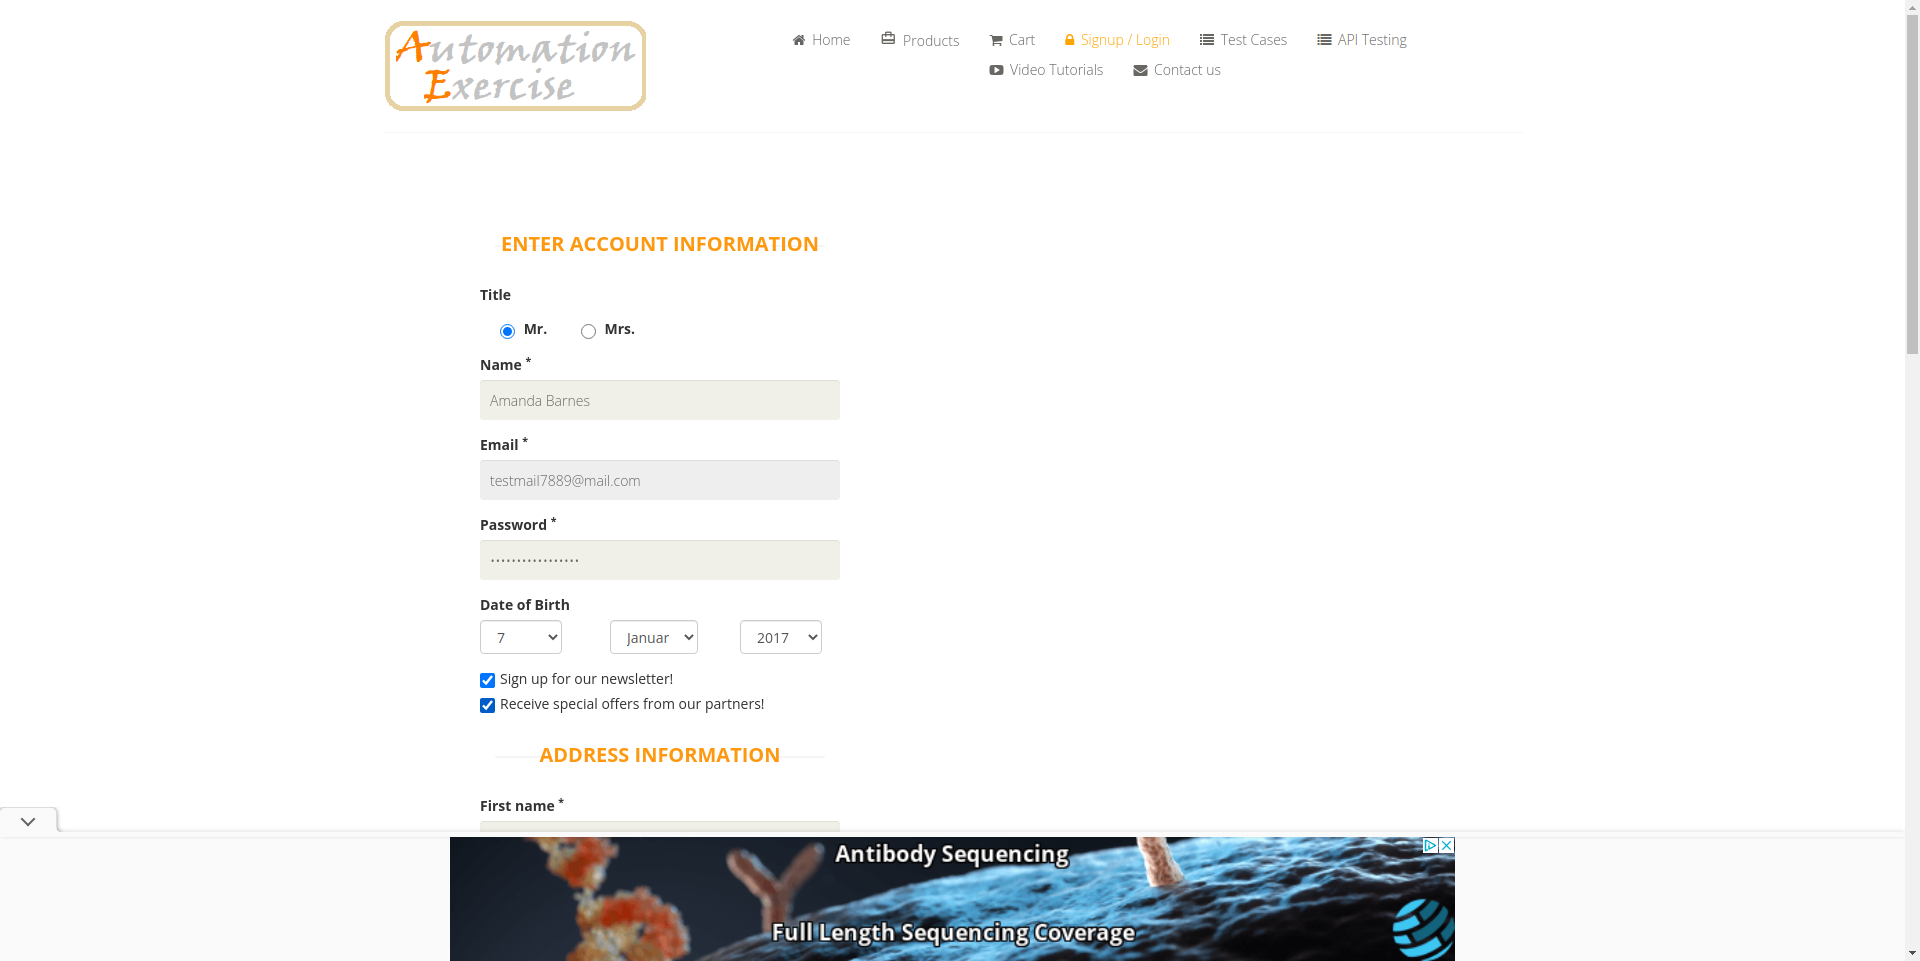 Automation
Exercise
Home
Products
Cart
Signup / Login
Test Cases
API Testing
Video Tutorials
Contact us
ENTER ACCOUNT INFORMATION
Title
Mr.
Mrs.
Name *
Amanda Barnes
Email *
testmail7889@mail.com
Password *
•••••••••••••••••
Date of Birth
7
Januar
2017
Sign up for our newsletter!
Receive special offers from our partners!
ADDRESS INFORMATION
First name *
Antibody Sequencing
Full Length Sequencing Coverage